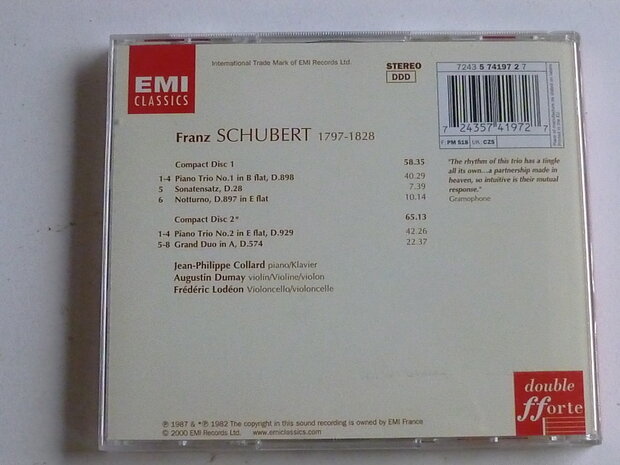 EMI
CLASSICS
International Trade Mark of EMI Records Ltd.
STEREO
DDD
7243 5 74197 2 7
7 24357 41972 7
F: PM 518 UK: CZS
Franz SCHUBERT 1797-1828
Compact Disc 1 58.35
1-4 Piano Trio No.1 in B flat, D.898 40.29
5 Sonatensatz, D.28 7.39
6 Notturno, D.897 in E flat 10.14
Compact Disc 2* 65.13
1-4 Piano Trio No.2 in E flat, D.929 42.26
5-8 Grand Duo in A, D.574 22.37
"The rhythm of this trio has a tingle
all its own...a partnership made in
heaven, so intuitive is their mutual
response."
Gramophone
Jean-Philippe Collard piano/Klavier
Augustin Dumay violin/Violine/violon
Frédéric Lodéon Violoncello/violoncelle
double
fforte
℗ 1987 & *℗ 1982 The copyright in this sound recording is owned by EMI France
© 2000 EMI Records Ltd. www.emiclassics.com